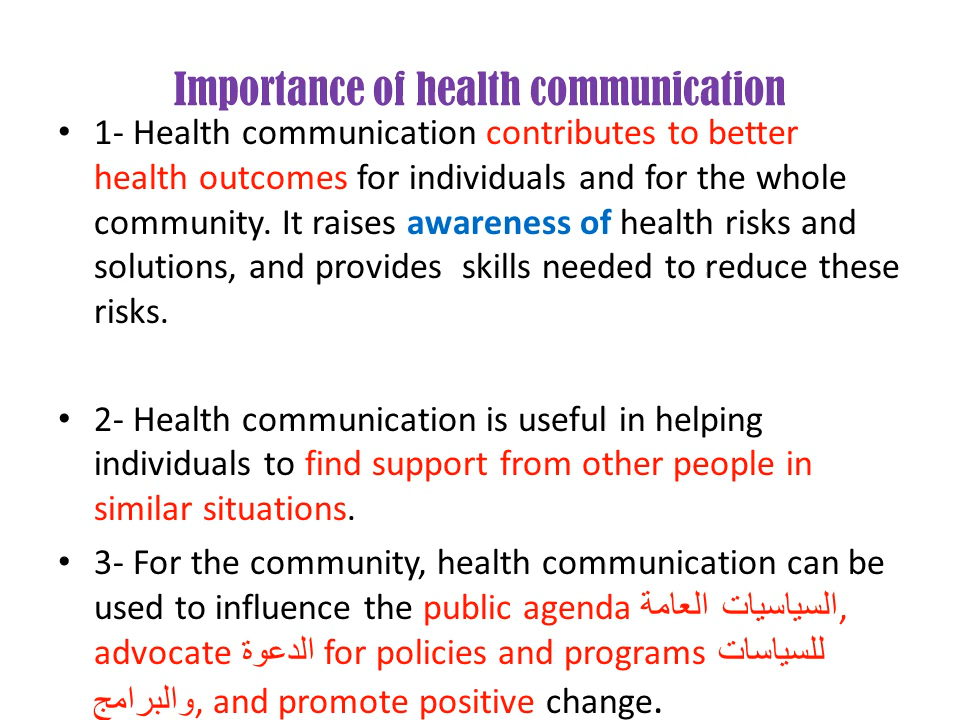 Importance of health communication
• 1- Health communication contributes to better
health outcomes for individuals and for the whole
community. It raises awareness of health risks and
solutions, and provides skills needed to reduce these
risks.
• 2- Health communication is useful in helping
individuals to find support from other people in
similar situations.
• 3- For the community, health communication can be
used to influence the public agenda السياسيات العامة,
advocate الدعوة for policies and programs للسياسات
والبرامج, and promote positive change.